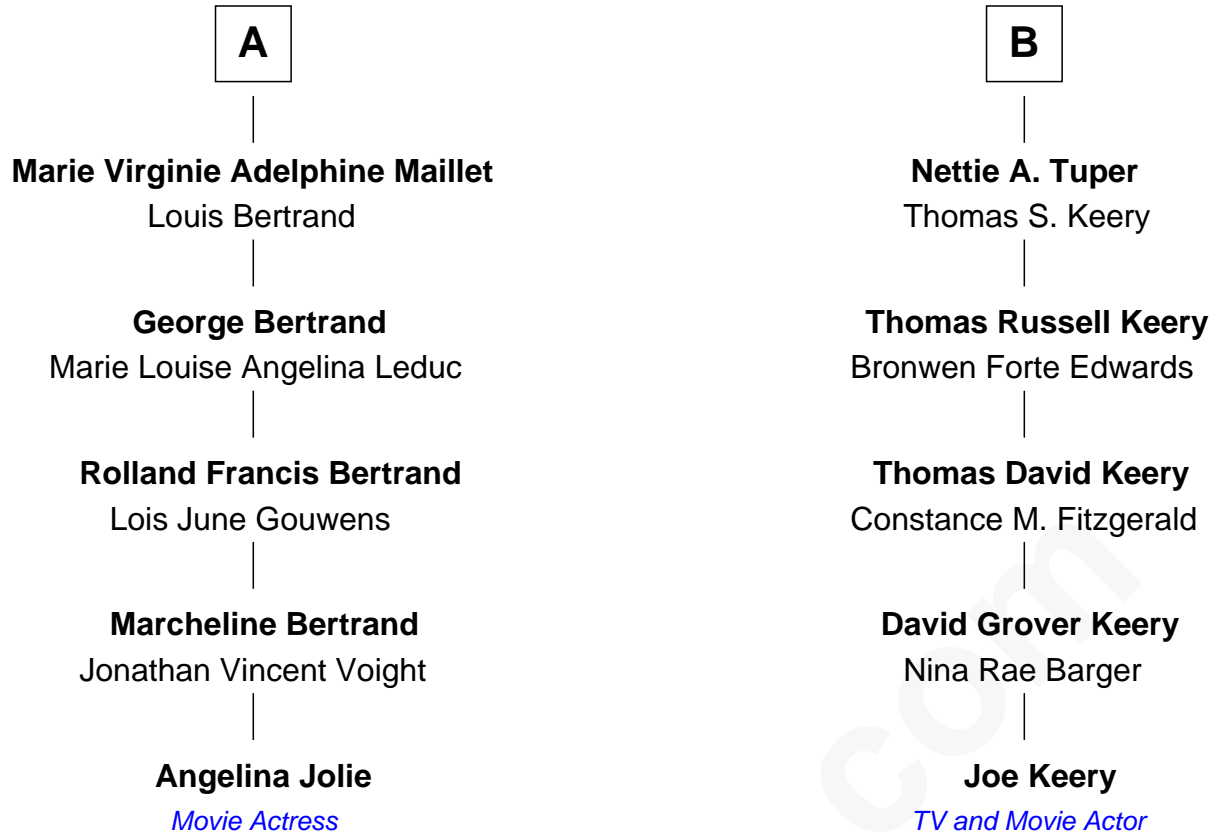 A
Marie Virginie Adelphine Maillet
Louis Bertrand
George Bertrand
Marie Louise Angelina Leduc
Rolland Francis Bertrand
Lois June Gouwens
Marcheline Bertrand
Jonathan Vincent Voight
Angelina Jolie
Movie Actress
B
Nettie A. Tuper
Thomas S. Keery
Thomas Russell Keery
Bronwen Forte Edwards
Thomas David Keery
Constance M. Fitzgerald
David Grover Keery
Nina Rae Barger
Joe Keery
TV and Movie Actor
com